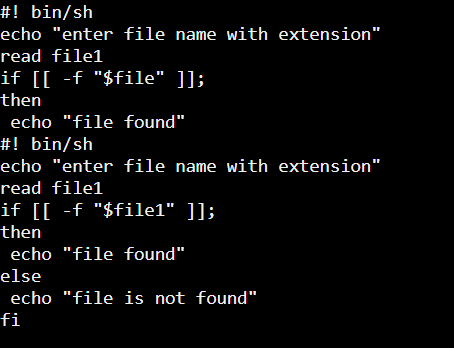 #! bin/sh
echo "enter file name with extension"
read file1
if [[ -f "$file" ]];
then
 echo "file found"
#! bin/sh
echo "enter file name with extension"
read file1
if [[ -f "$file1" ]];
then
 echo "file found"
else
 echo "file is not found"
fi